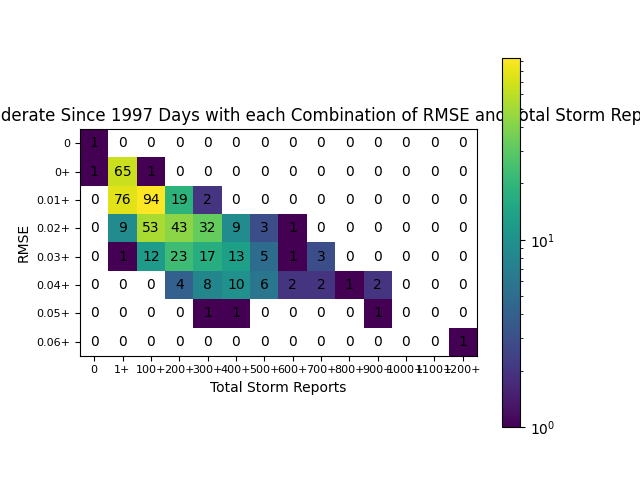 derate Since 1997 Days with each Combination of RMSE and Total Storm Rep
RMSE
0 1 0 0 0 0 0 0 0 0 0 0 0 0 0
0+ 1 65 1 0 0 0 0 0 0 0 0 0 0 0
0.01+ 0 76 94 19 2 0 0 0 0 0 0 0 0 0
0.02+ 0 9 53 43 32 9 3 1 0 0 0 0 0 0
0.03+ 0 1 12 23 17 13 5 1 3 0 0 0 0 0
0.04+ 0 0 0 4 8 10 6 2 2 1 2 0 0 0
0.05+ 0 0 0 0 1 1 0 0 0 0 1 0 0 0
0.06+ 0 0 0 0 0 0 0 0 0 0 0 0 0 1
0 1+ 100+ 200+ 300+ 400+ 500+ 600+ 700+ 800+ 900+ 1000+ 1100+ 1200+
Total Storm Reports
10¹
10⁰